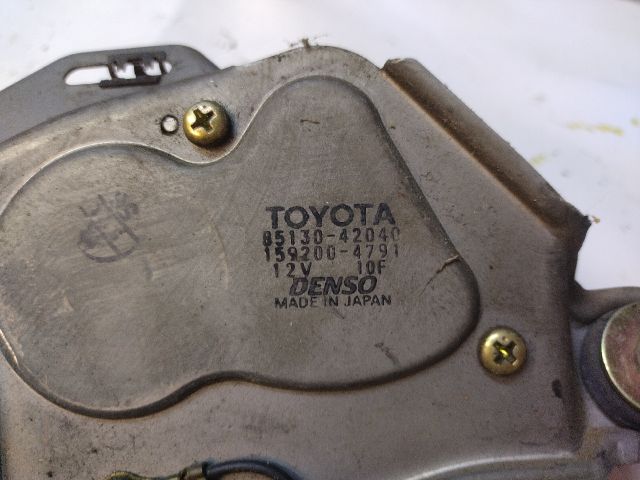 TOYOTA
85130-42040
159200-4791
12V 10F
DENSO
MADE IN JAPAN